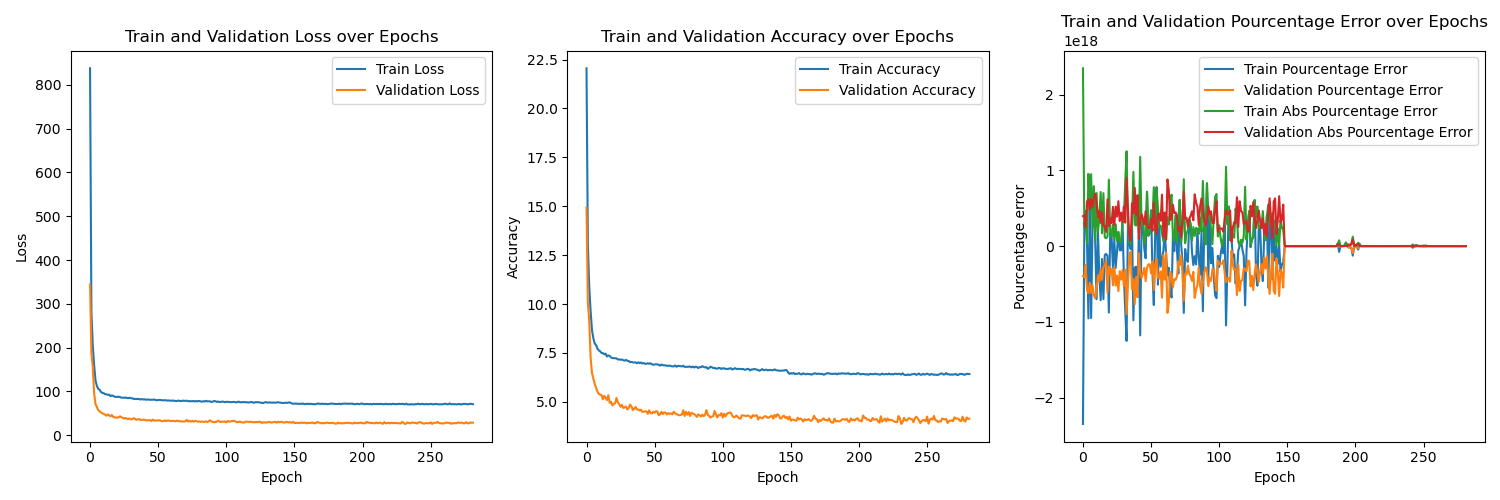 Train and Validation Loss over Epochs
Loss
800
700
600
500
400
300
200
100
0
0 50 100 150 200 250
Epoch
Train Loss
Validation Loss
Train and Validation Accuracy over Epochs
Accuracy
22.5
20.0
17.5
15.0
12.5
10.0
7.5
5.0
0 50 100 150 200 250
Epoch
Train Accuracy
Validation Accuracy
Train and Validation Pourcentage Error over Epochs
1e18
Pourcentage error
2
1
0
−1
−2
0 50 100 150 200 250
Epoch
Train Pourcentage Error
Validation Pourcentage Error
Train Abs Pourcentage Error
Validation Abs Pourcentage Error